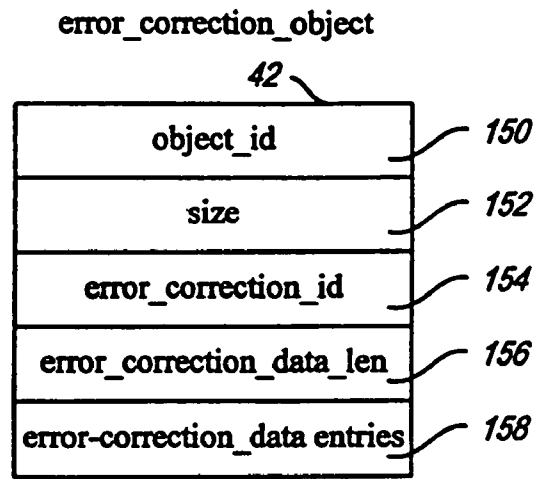 error_correction_object
42
object_id 150
size 152
error_correction_id 154
error_correction_data_len 156
error-correction_data entries 158